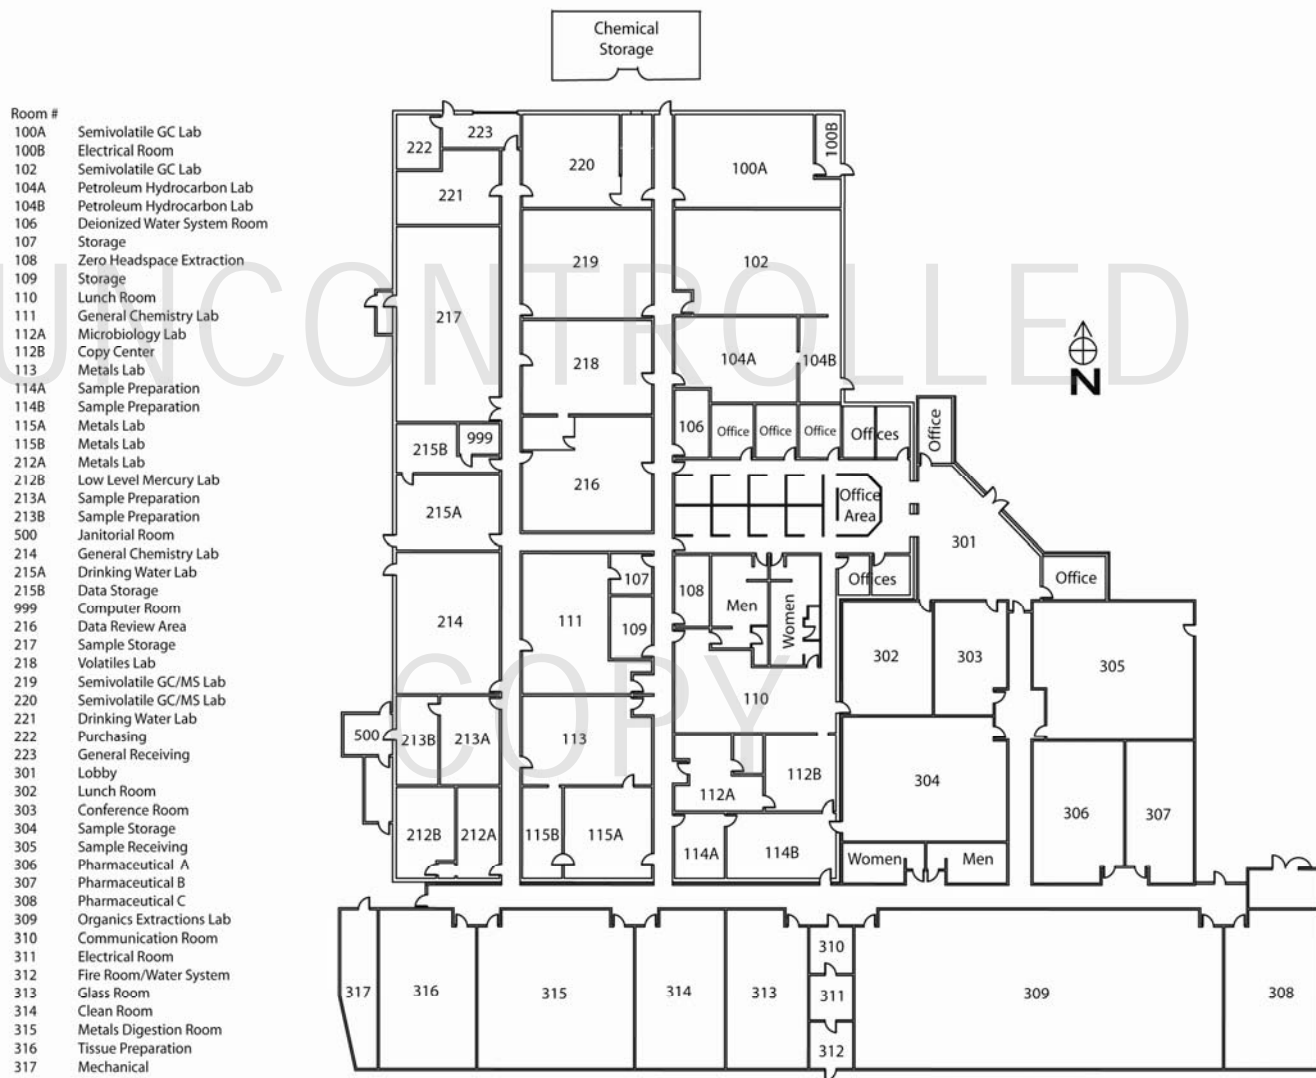 Chemical
Storage
Room #
100A Semivolatile GC Lab
100B Electrical Room
102 Semivolatile GC Lab
104A Petroleum Hydrocarbon Lab
104B Petroleum Hydrocarbon Lab
106 Deionized Water System Room
107 Storage
108 Zero Headspace Extraction
109 Storage
110 Lunch Room
111 General Chemistry Lab
112A Microbiology Lab
112B Copy Center
113 Metals Lab
114A Sample Preparation
114B Sample Preparation
115A Metals Lab
115B Metals Lab
212A Metals Lab
212B Low Level Mercury Lab
213A Sample Preparation
213B Sample Preparation
500 Janitorial Room
214 General Chemistry Lab
215A Drinking Water Lab
215B Data Storage
999 Computer Room
216 Data Review Area
217 Sample Storage
218 Volatiles Lab
219 Semivolatile GC/MS Lab
220 Semivolatile GC/MS Lab
221 Drinking Water Lab
222 Purchasing
223 General Receiving
301 Lobby
302 Lunch Room
303 Conference Room
304 Sample Storage
305 Sample Receiving
306 Pharmaceutical A
307 Pharmaceutical B
308 Pharmaceutical C
309 Organics Extractions Lab
310 Communication Room
311 Electrical Room
312 Fire Room/Water System
313 Glass Room
314 Clean Room
315 Metals Digestion Room
316 Tissue Preparation
317 Mechanical
UNCONTROLLED
COPY
223
222
220
100A
100B
221
219
102
217
218
104A
104B
N
106
Office
Office
Office
Offices
Office
215B
999
216
Office
Area
215A
301
107
108
Men
Women
Offices
Office
214
111
109
302
303
305
110
500
213B
213A
113
112B
112A
304
306
307
212B
212A
115B
115A
114A
114B
Women
Men
317
316
315
314
313
310
311
312
309
308